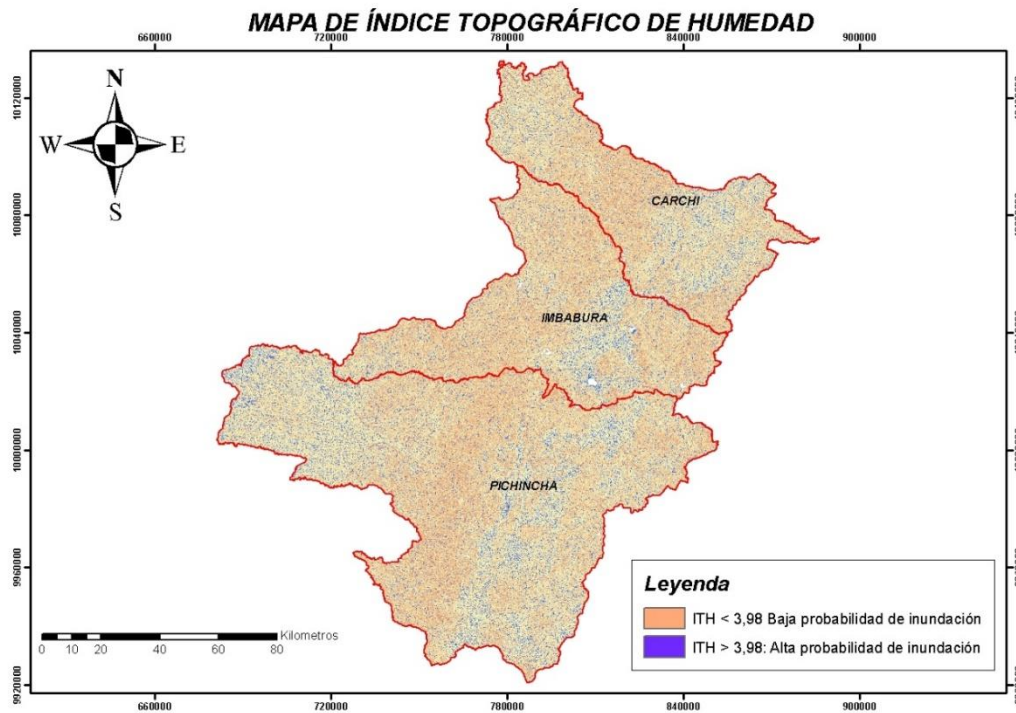 MAPA DE ÍNDICE TOPOGRÁFICO DE HUMEDAD
660000 720000 780000 840000 900000
10120000
10080000
10040000
10000000
9960000
9920000
N
W E
S
CARCHI
IMBABURA
PICHINCHA
Leyenda
ITH < 3,98 Baja probabilidad de inundación
ITH > 3,98: Alta probabilidad de inundación
Kilometros
0 10 20 40 60 80
660000 720000 780000 840000 900000